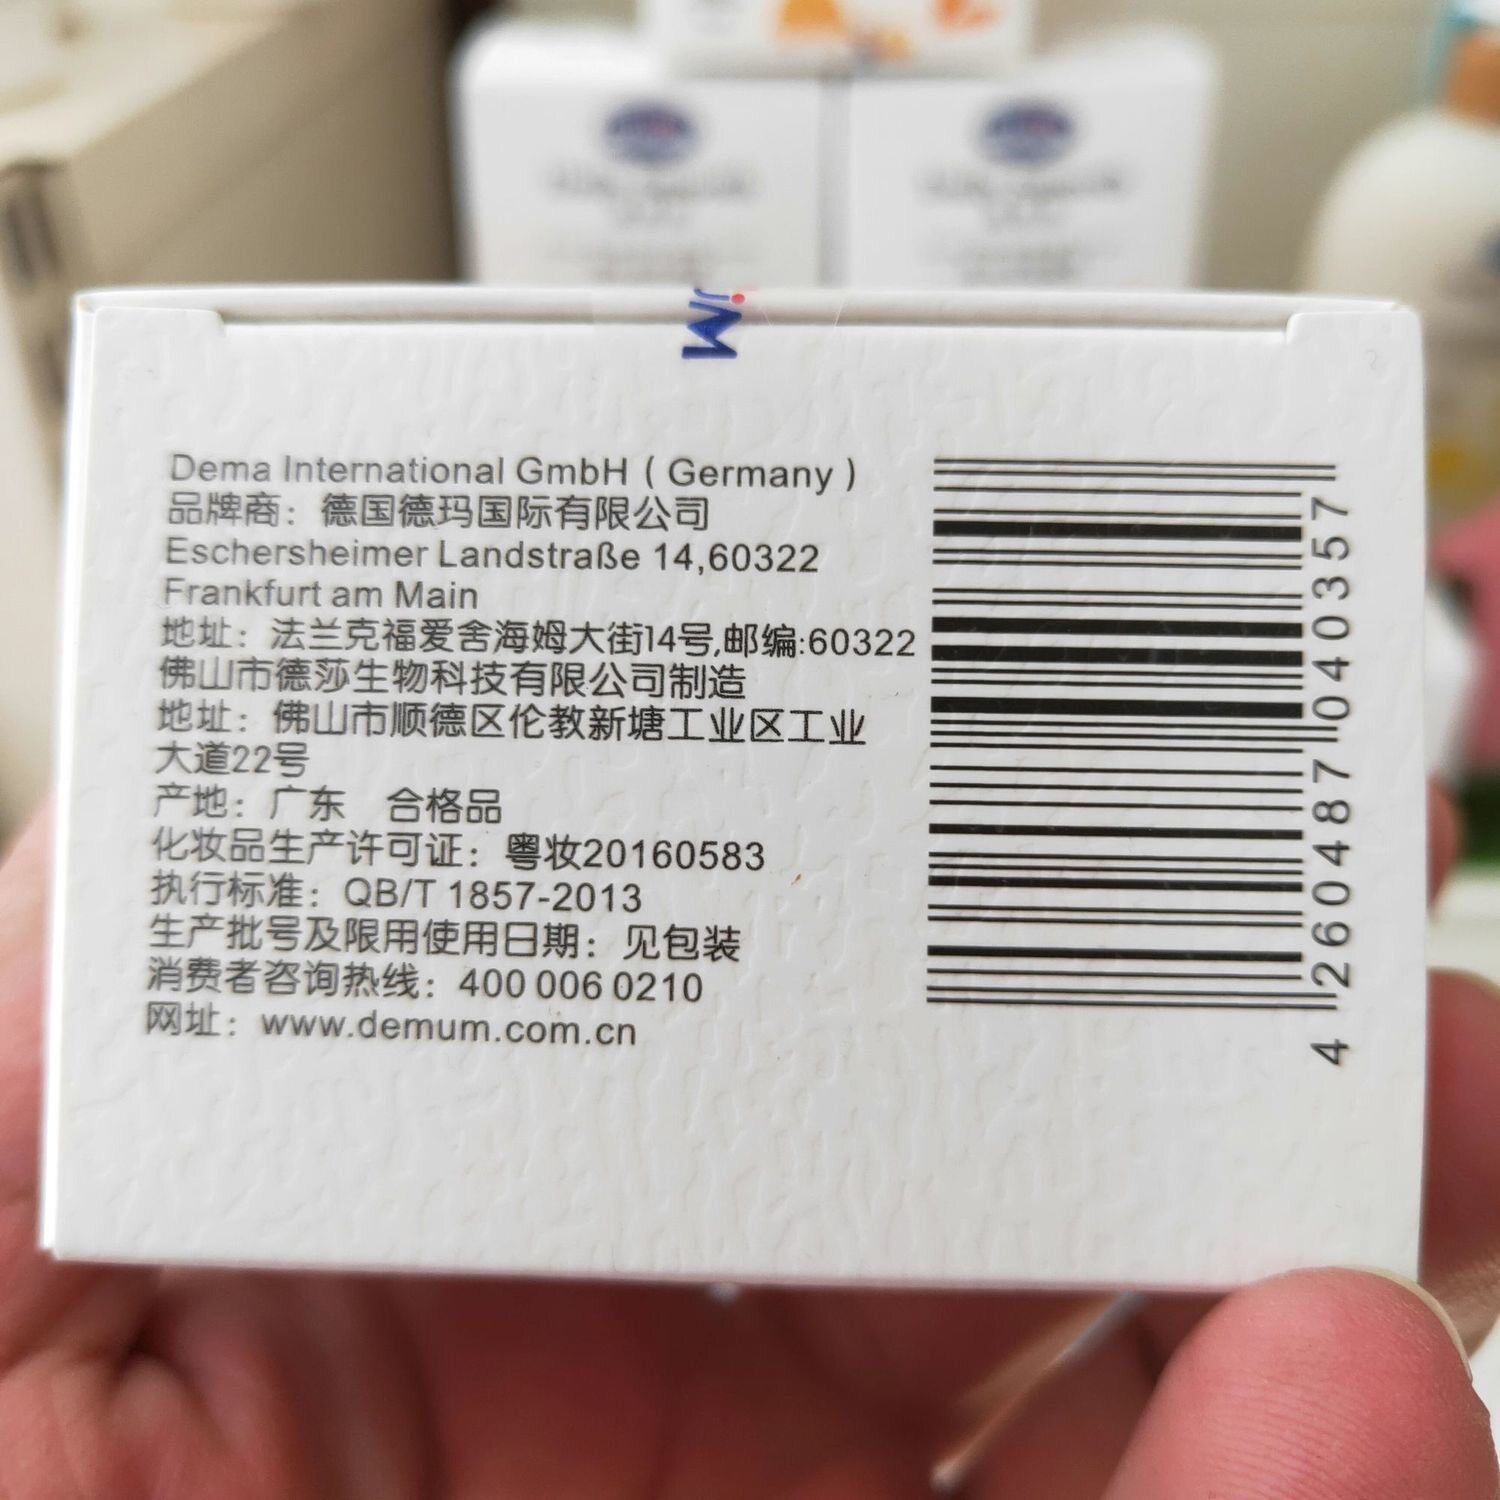 Dema International GmbH ( Germany )
品牌商：德国德玛国际有限公司
Eschersheimer Landstraße 14,60322
Frankfurt am Main
地址：法兰克福爱舍海姆大街14号,邮编:60322
佛山市德莎生物科技有限公司制造
地址：佛山市顺德区伦教新塘工业区工业
大道22号
产地：广东 合格品
化妆品生产许可证：粤妆20160583
执行标准：QB/T 1857-2013
生产批号及限用使用日期：见包装
消费者咨询热线：400 006 0210
网址：www.demum.com.cn
4 260487 040357